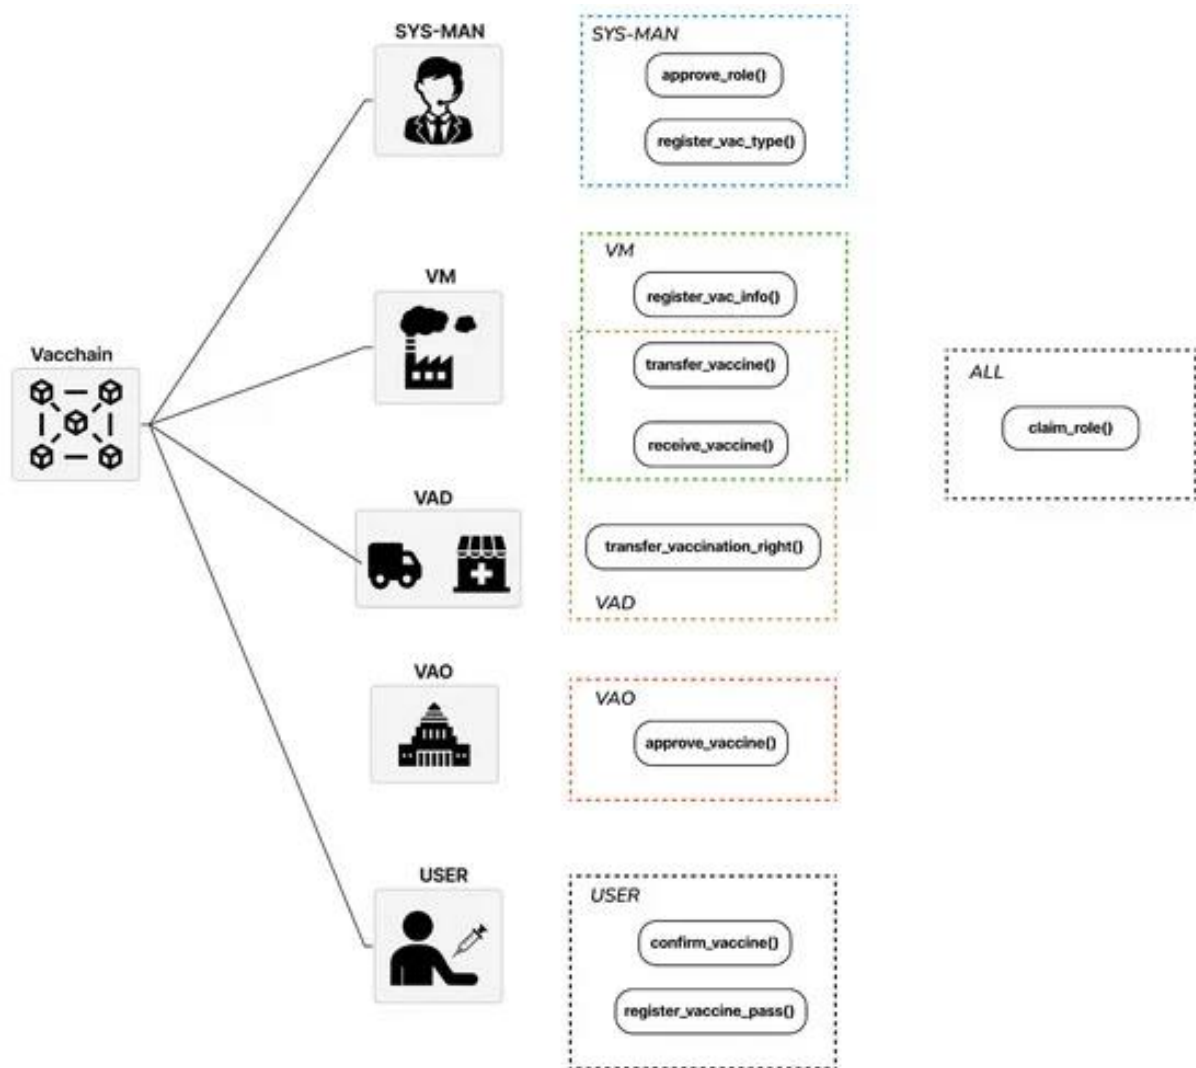 SYS-MAN
SYS-MAN
approve_role()
register_vac_type()
VM
VM
register_vac_info()
Vacchain
transfer_vaccine()
ALL
claim_role()
receive_vaccine()
VAD
transfer_vaccination_right()
VAD
VAO
VAO
approve_vaccine()
USER
USER
confirm_vaccine()
register_vaccine_pass()